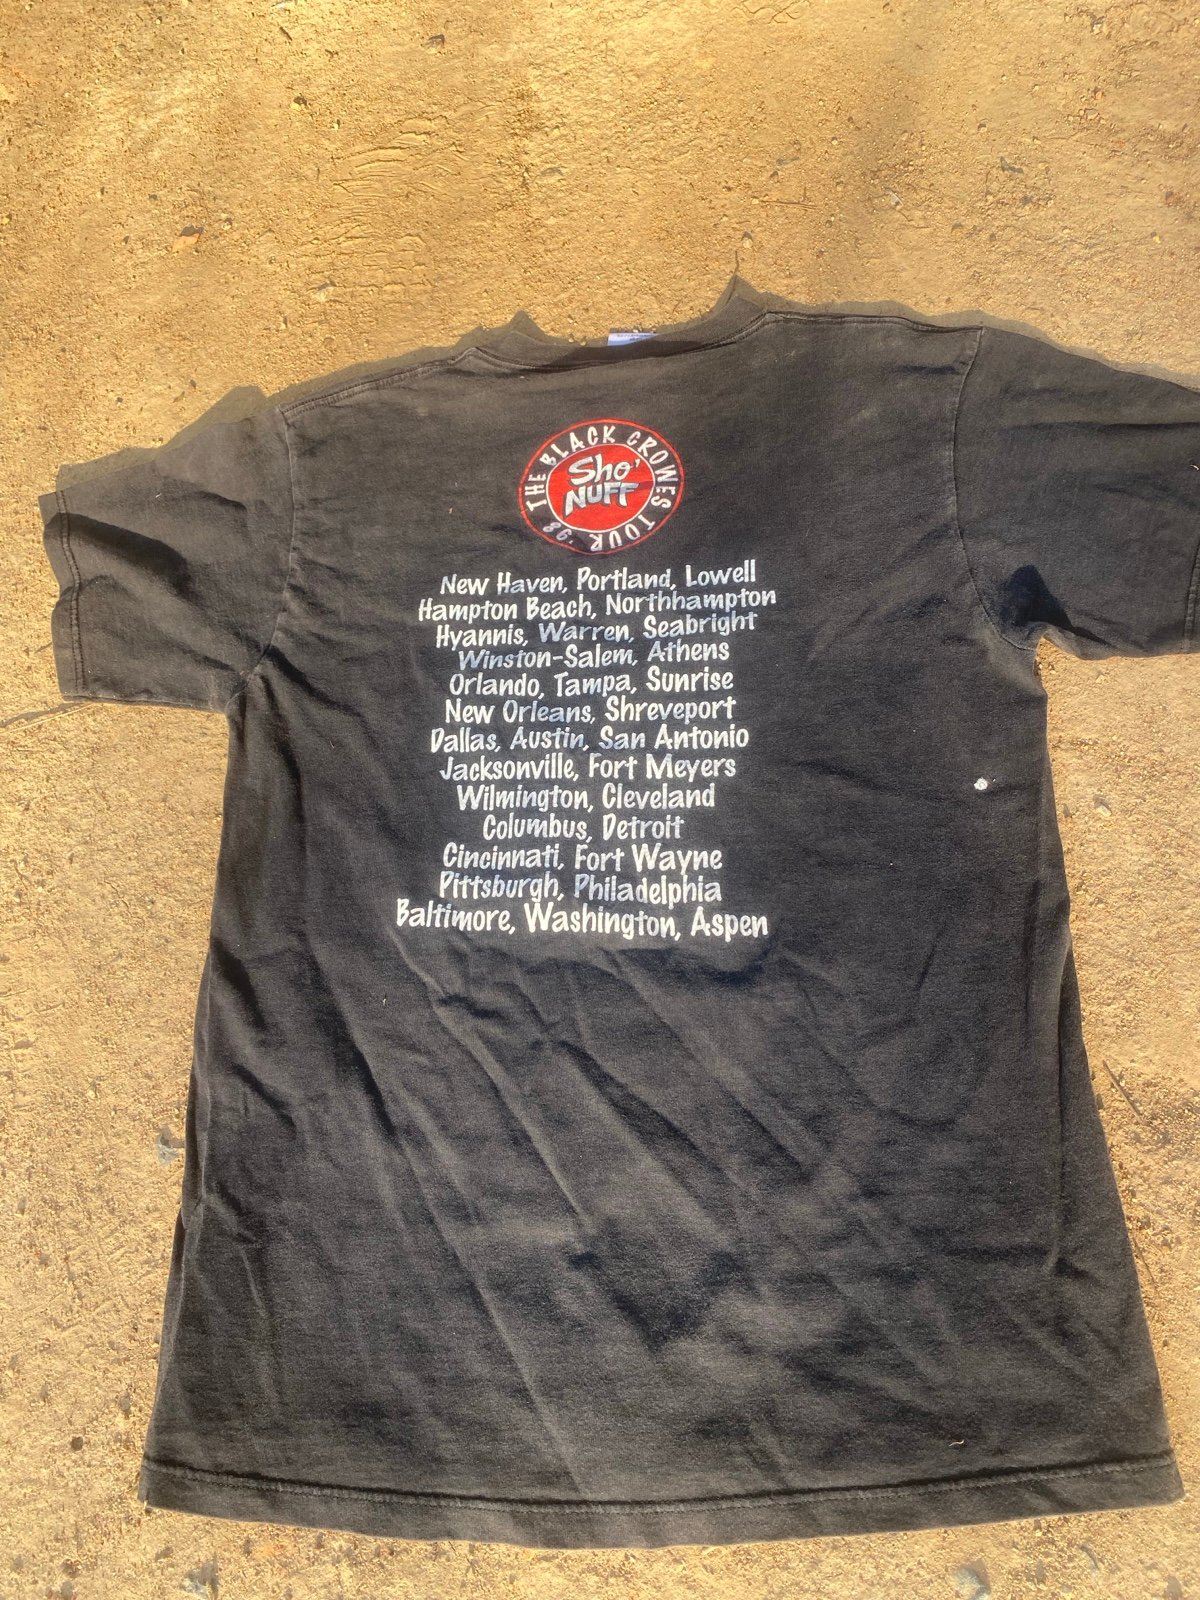 THE BLACK CROWES TOUR '98
Sho'
NUFF
New Haven, Portland, Lowell
Hampton Beach, Northhampton
Hyannis, Warren, Seabright
Winston-Salem, Athens
Orlando, Tampa, Sunrise
New Orleans, Shreveport
Dallas, Austin, San Antonio
Jacksonville, Fort Meyers
Wilmington, Cleveland
Columbus, Detroit
Cincinnati, Fort Wayne
Pittsburgh, Philadelphia
Baltimore, Washington, Aspen